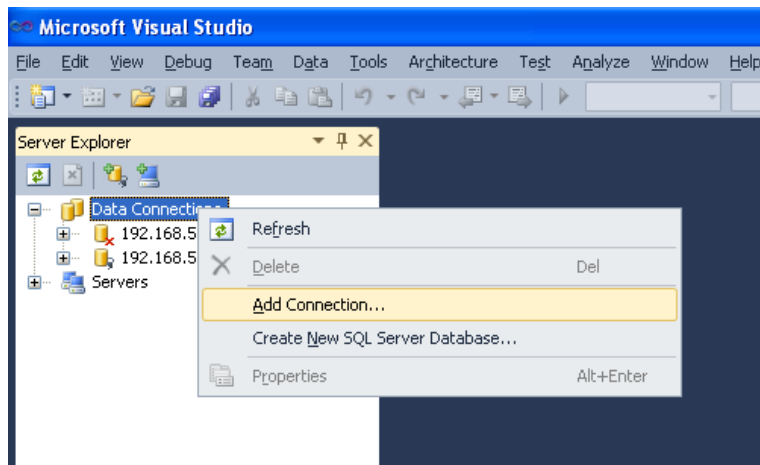 Microsoft Visual Studio
File Edit View Debug Team Data Tools Architecture Test Analyze Window Help
Server Explorer
Data Connections
192.168.5
192.168.5
Servers
Refresh
Delete Del
Add Connection...
Create New SQL Server Database...
Properties Alt+Enter